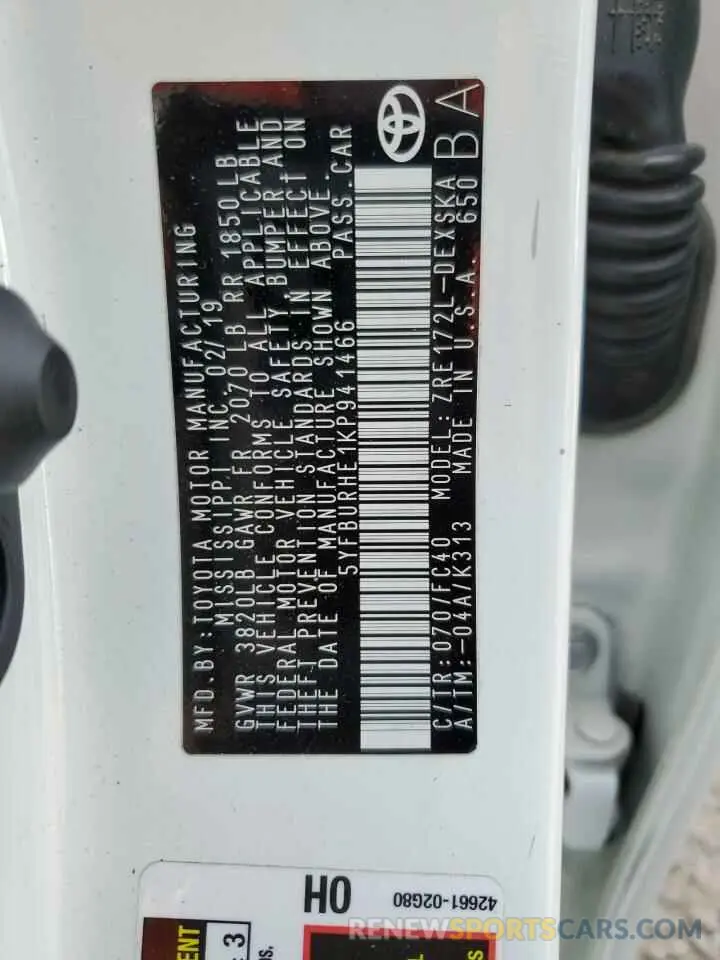 MFD.BY:TOYOTA MOTOR MANUFACTURING
MISSISSIPPI INC 02/19
GVWR 3820LB GAWR FR 2070 LB RR 1850LB
THIS VEHICLE CONFORMS TO ALL APPLICABLE
FEDERAL MOTOR VEHICLE SAFETY, BUMPER AND
THEFT PREVENTION STANDARDS IN EFFECT ON
THE DATE OF MANUFACTURE SHOWN ABOVE.
5YFBURHE1KP941466 PASS.CAR
C/TR:070/FC40 MODEL: ZRE172L-DEXSKA
A/TM:-04A/K313 MADE IN U.S.A. 650 BA
42661-02G80
OH
3
RENEWSPORTSCARS.COM